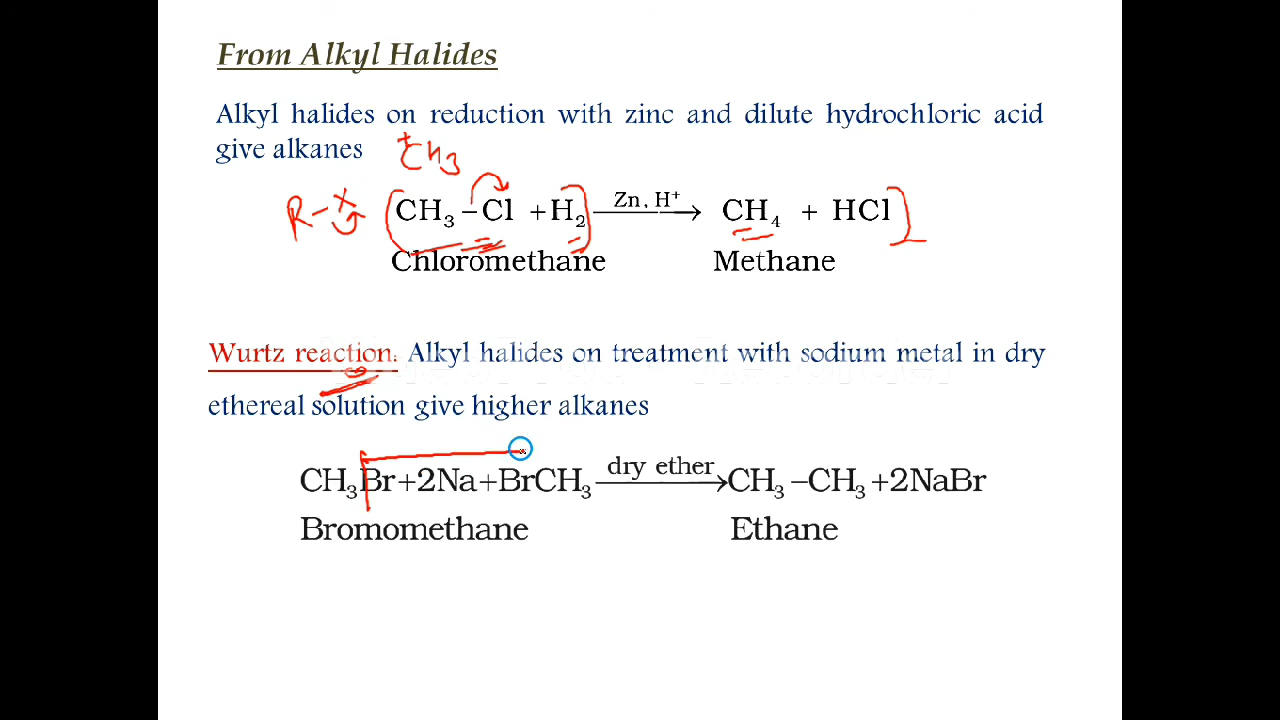 From Alkyl Halides
Alkyl halides on reduction with zinc and dilute hydrochloric acid
give alkanes
CH3
R-X CH₃−Cl + H₂ Zn, H⁺ → CH₄ + HCl
Chloromethane Methane
Wurtz reaction: Alkyl halides on treatment with sodium metal in dry
ethereal solution give higher alkanes
CH₃Br+2Na+BrCH₃ dry ether → CH₃−CH₃+2NaBr
Bromomethane Ethane